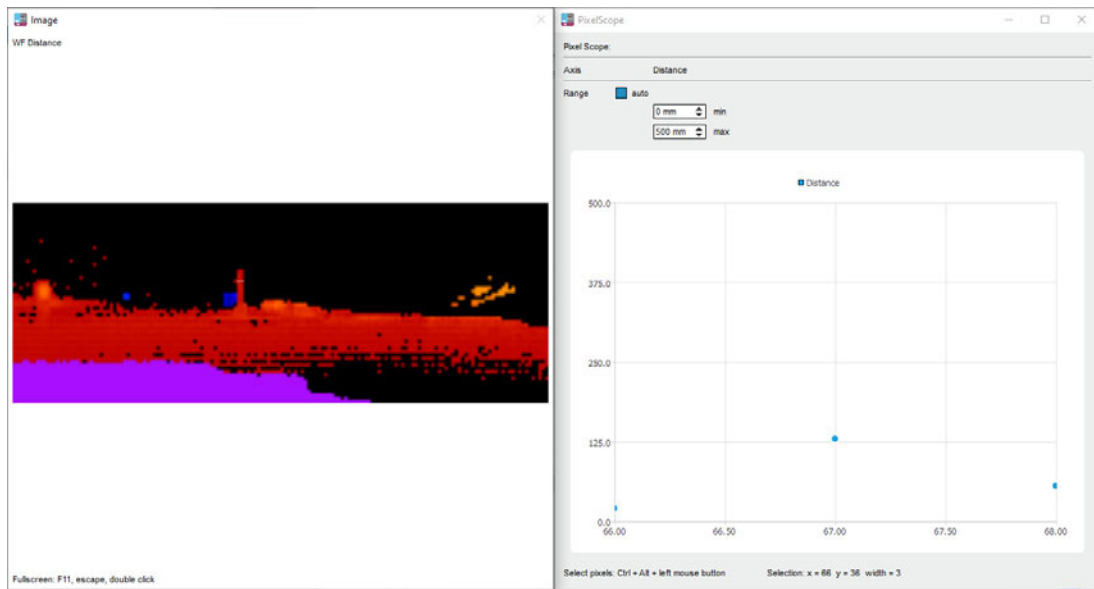 Image
WF Distance
Fullscreen: F11, escape, double click
PixelScope
Pixel Scope:
Axis Distance
Range auto
0 mm min
500 mm max
Distance
500.0
375.0
250.0
125.0
0.0
66.00 66.50 67.00 67.50 68.00
Select pixels: Ctrl + Alt + left mouse button Selection: x = 66 y = 36 width = 3